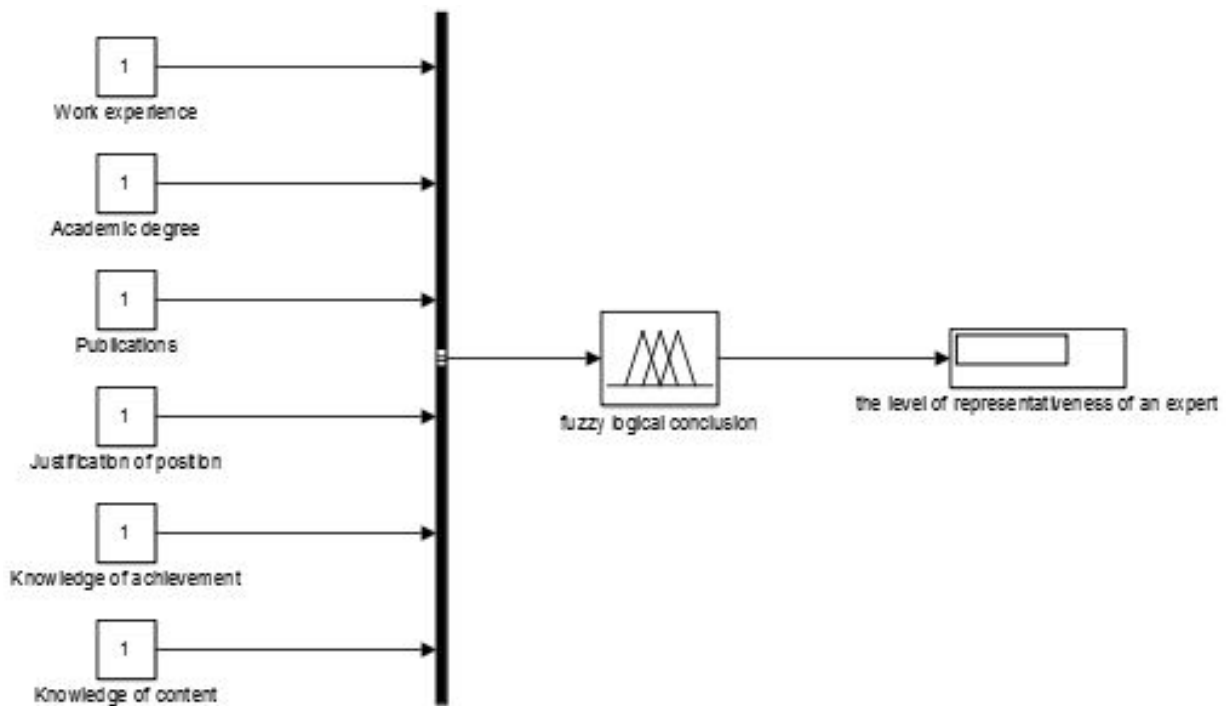 1
Work experience
1
Academic degree
1
Publications
1
Justification of position
1
Knowledge of achievement
1
Knowledge of content
fuzzy logical conclusion
the level of representativeness of an expert